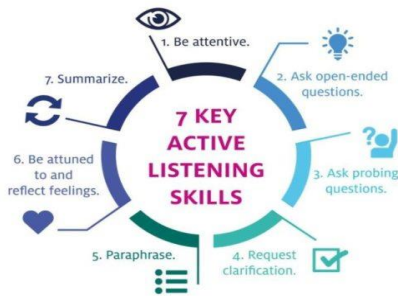 7 KEY
ACTIVE
LISTENING
SKILLS
1. Be attentive.
2. Ask open-ended
questions.
3. Ask probing
questions.
4. Request
clarification.
5. Paraphrase.
6. Be attuned
to and
reflect feelings.
7. Summarize.